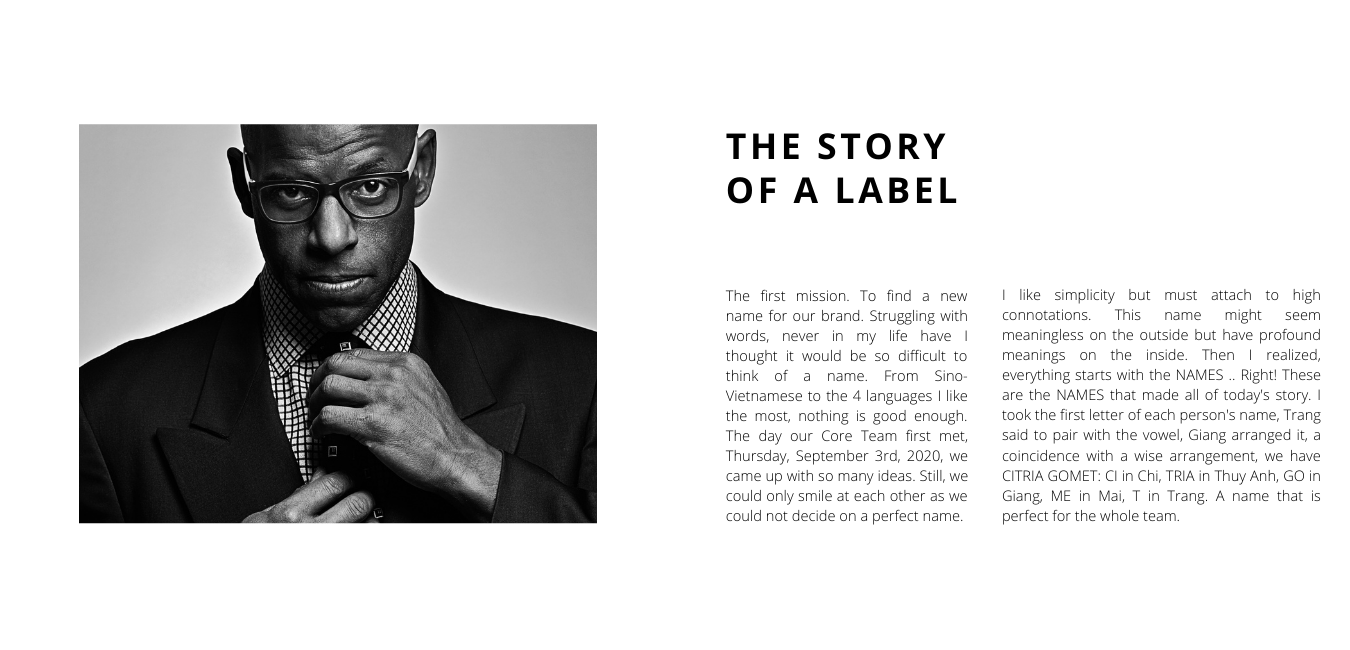 THE STORY
OF A LABEL
The first mission. To find a new
name for our brand. Struggling with
words, never in my life have I
thought it would be so difficult to
think of a name. From Sino-
Vietnamese to the 4 languages I like
the most, nothing is good enough.
The day our Core Team first met,
Thursday, September 3rd, 2020, we
came up with so many ideas. Still, we
could only smile at each other as we
could not decide on a perfect name.
I like simplicity but must attach to high
connotations. This name might seem
meaningless on the outside but have profound
meanings on the inside. Then I realized,
everything starts with the NAMES .. Right! These
are the NAMES that made all of today's story. I
took the first letter of each person's name, Trang
said to pair with the vowel, Giang arranged it, a
coincidence with a wise arrangement, we have
CITRIA GOMET: CI in Chi, TRIA in Thuy Anh, GO in
Giang, ME in Mai, T in Trang. A name that is
perfect for the whole team.